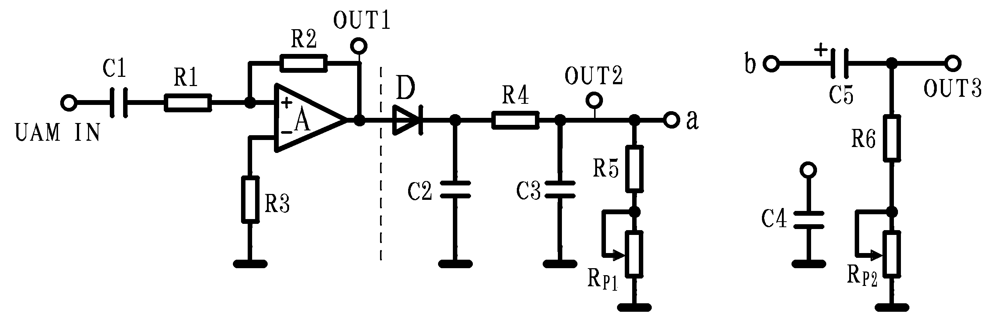 OUT1
R2
C1
R1
UAM IN
+
A
−
R3
D
C2
R4
C3
OUT2
a
R5
RP1
b
+
C5
OUT3
R6
C4
RP2